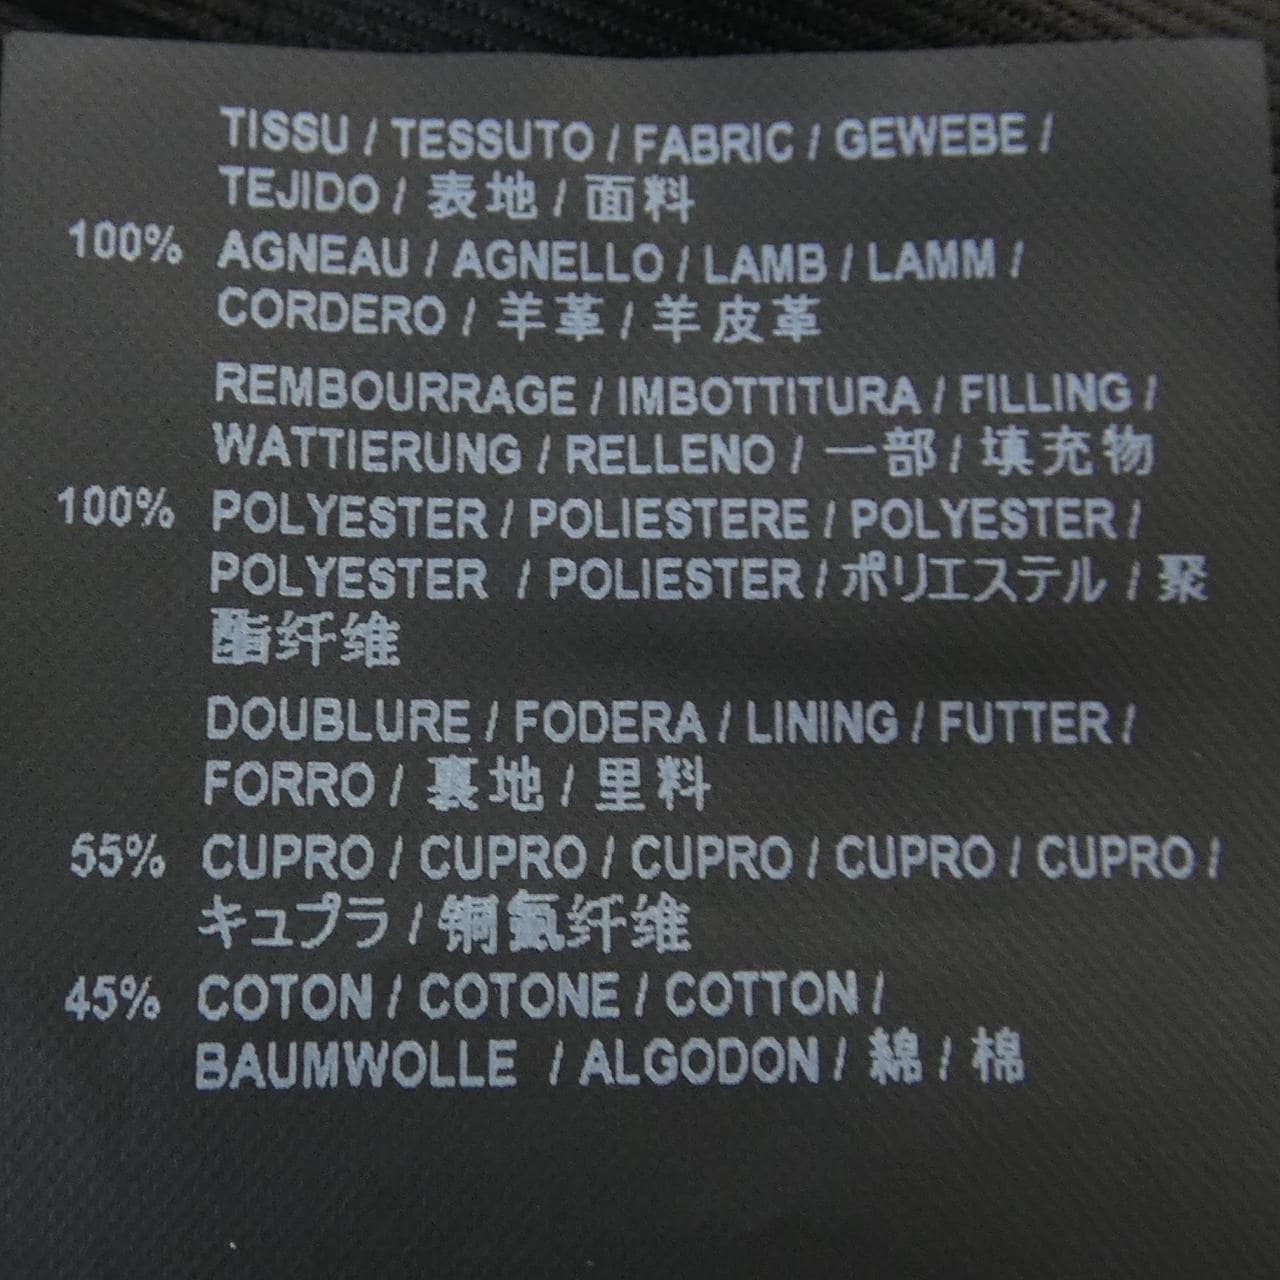 TISSU / TESSUTO / FABRIC / GEWEBE /
TEJIDO / 表地 / 面料
100% AGNEAU / AGNELLO / LAMB / LAMM /
CORDERO / 羊革 / 羊皮革
REMBOURRAGE / IMBOTTITURA / FILLING /
WATTIERUNG / RELLENO / 一部 / 填充物
100% POLYESTER / POLIESTERE / POLYESTER /
POLYESTER / POLIESTER / ポリエステル / 聚
酯纤维
DOUBLURE / FODERA / LINING / FUTTER /
FORRO / 裏地 / 里料
55% CUPRO / CUPRO / CUPRO / CUPRO / CUPRO /
キュプラ / 铜氨纤维
45% COTON / COTONE / COTTON /
BAUMWOLLE / ALGODON / 綿 / 棉